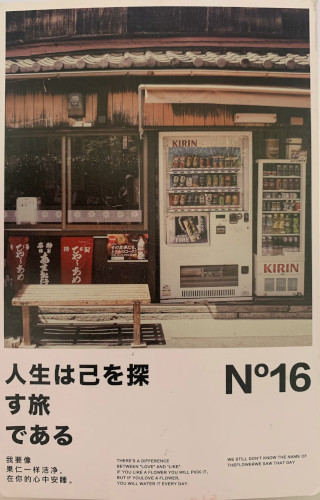 KIRIN
KIRIN
人生は己を探
す旅
である
Nº16
我要像
果仁一样洁净,
在你的心中安睡。
THERE'S A DIFFERENCE
BETWEEN "LOVE" AND "LIKE".
IF YOU LIKE A FLOWER YOU WILL PICK IT,
BUT IF YOULOVE A FLOWER,
YOU WILL WATER IT EVERY DAY.
WE STILL DON'T KNOW THE NAME OF
THEFLOWERWE SAW THAT DAY